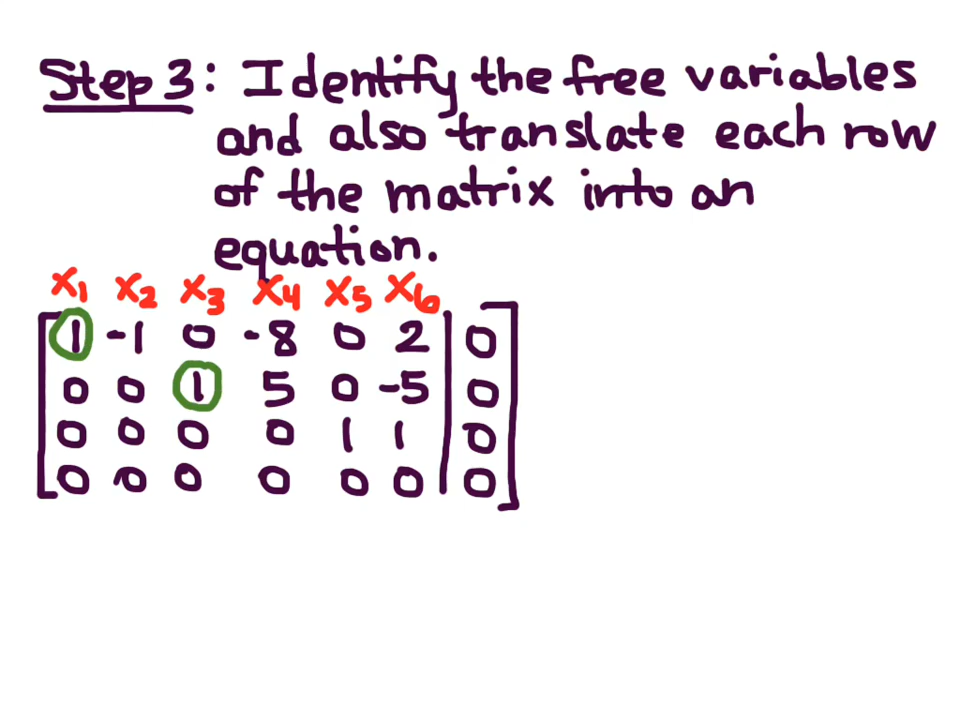 Step 3: Identify the free variables
and also translate each row
of the matrix into an
equation.
x1 x2 x3 x4 x5 x6
1 -1 0 -8 0 2 | 0
0 0 1 5 0 -5 | 0
0 0 0 0 1 1 | 0
0 0 0 0 0 0 | 0